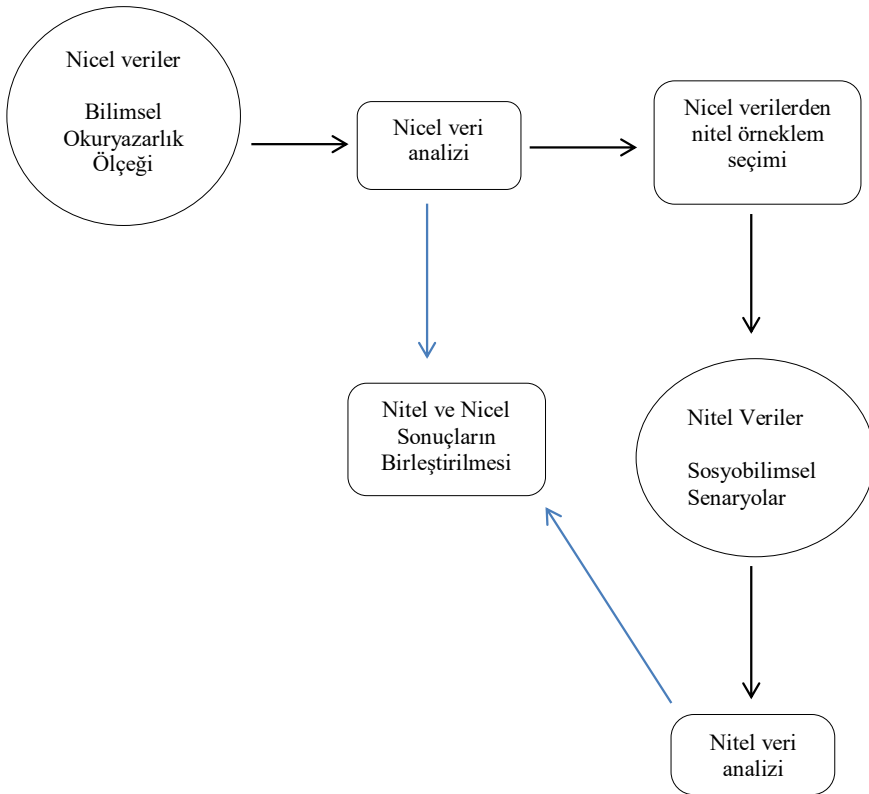 Nicel veriler
Bilimsel
Okuryazarlık
Ölçeği
Nicel veri
analizi
Nicel verilerden
nitel örneklem
seçimi
Nitel ve Nicel
Sonuçların
Birleştirilmesi
Nitel Veriler
Sosyobilimsel
Senaryolar
Nitel veri
analizi